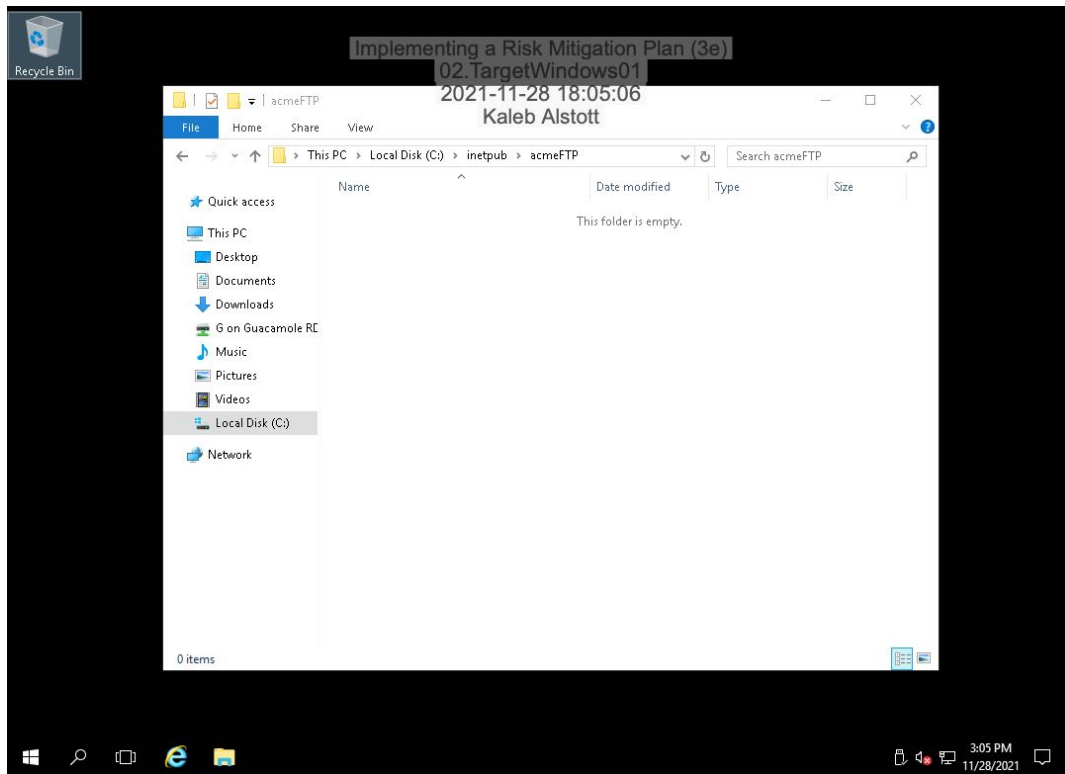 Recycle Bin
Implementing a Risk Mitigation Plan (3e)
02.TargetWindows01
2021-11-28 18:05:06
Kaleb Alstott
acmeFTP
File Home Share View
This PC > Local Disk (C:) > inetpub > acmeFTP
Search acmeFTP
Name Date modified Type Size
This folder is empty.
Quick access
This PC
Desktop
Documents
Downloads
G on Guacamole RD
Music
Pictures
Videos
Local Disk (C:)
Network
0 items
3:05 PM
11/28/2021